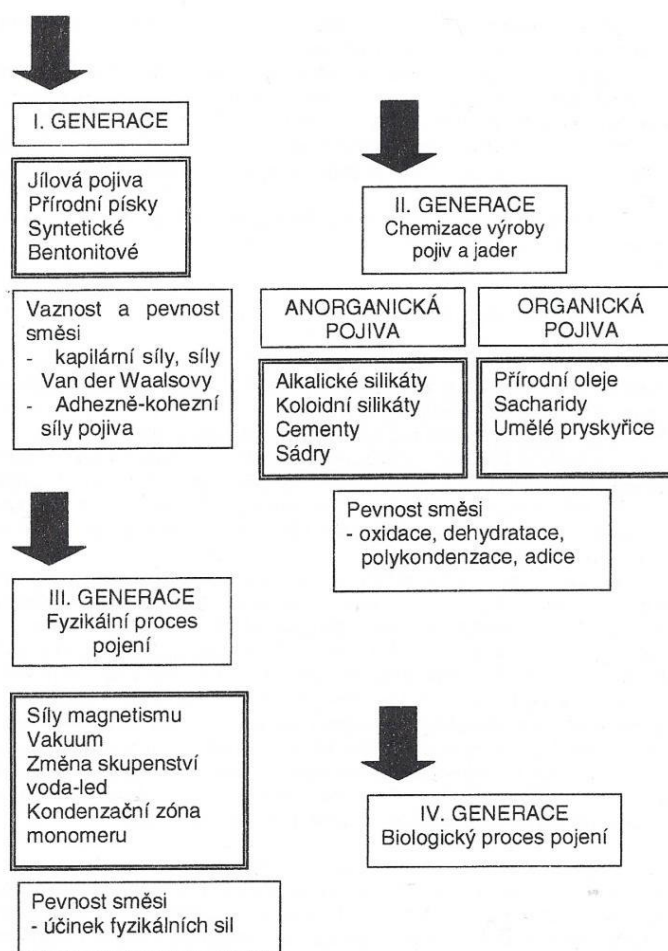 I. GENERACE
Jílová pojiva
Přírodní písky
Syntetické
Bentonitové
Vaznost a pevnost
směsi
- kapilární síly, síly
Van der Waalsovy
- Adhezně-kohezní
síly pojiva
II. GENERACE
Chemizace výroby
pojiv a jader
ANORGANICKÁ
POJIVA
Alkalické silikáty
Koloidní silikáty
Cementy
Sádry
ORGANICKÁ
POJIVA
Přírodní oleje
Sacharidy
Umělé pryskyřice
Pevnost směsi
- oxidace, dehydratace,
polykondenzace, adice
III. GENERACE
Fyzikální proces
pojení
Síly magnetismu
Vakuum
Změna skupenství
voda-led
Kondenzační zóna
monomeru
Pevnost směsi
- účinek fyzikálních sil
IV. GENERACE
Biologický proces pojení